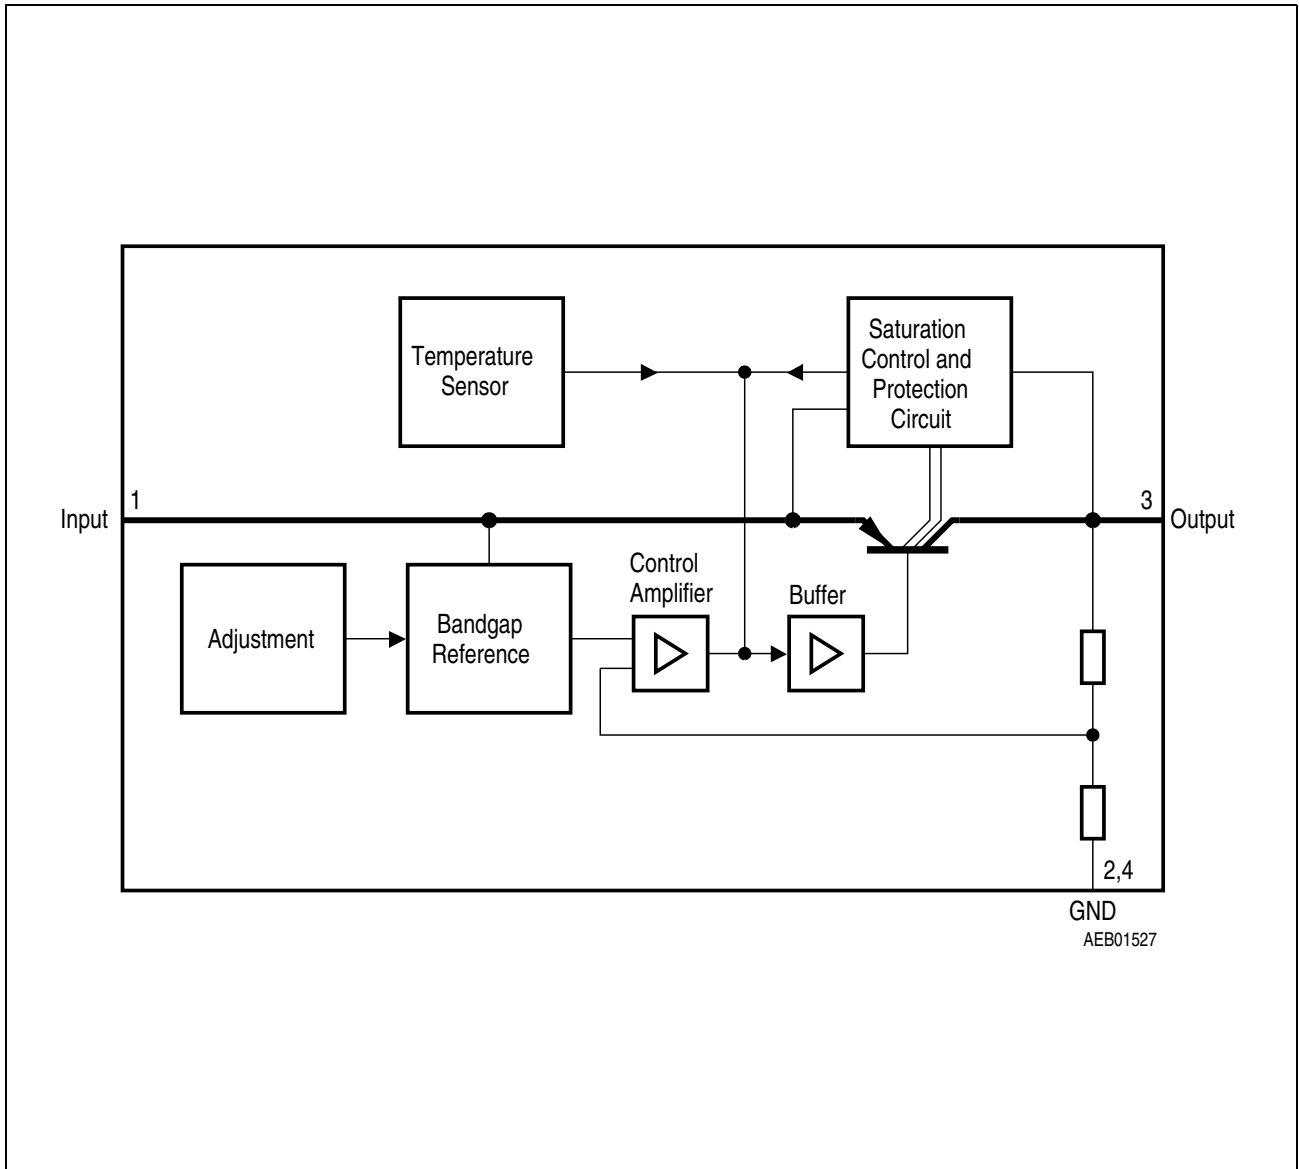 Temperature
Sensor
Saturation
Control and
Protection
Circuit
1
3
Input
Output
Control
Amplifier
Buffer
Adjustment
Bandgap
Reference
2,4
GND
AEB01527